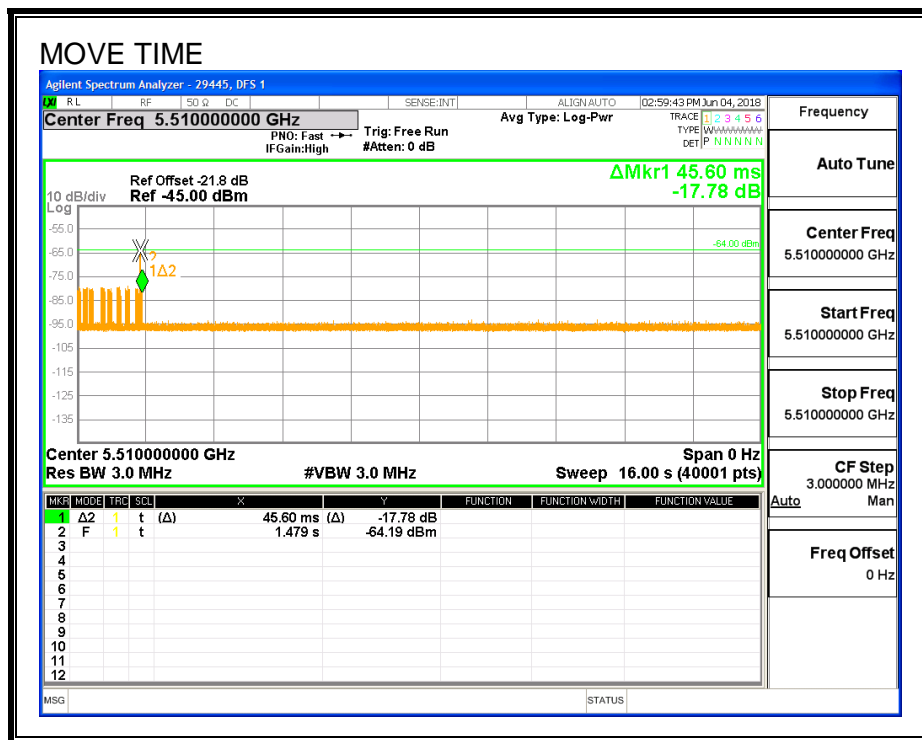 MOVE TIME
Agilent Spectrum Analyzer - 29445, DFS 1
LXI RL RF 50 Ω DC SENSE:INT ALIGN AUTO 02:59:43 PM Jun 04, 2018
Center Freq 5.510000000 GHz
PNO: Fast
IFGain:High
Trig: Free Run
#Atten: 0 dB
Avg Type: Log-Pwr
TRACE 1 2 3 4 5 6
TYPE
DET P N N N N N
ΔMkr1 45.60 ms
-17.78 dB
Ref Offset -21.8 dB
10 dB/div Ref -45.00 dBm
Log
-55.0
-65.0
-75.0
-85.0
-95.0
-105
-115
-125
-135
-64.00 dBm
2
1Δ2
Center 5.510000000 GHz Span 0 Hz
Res BW 3.0 MHz #VBW 3.0 MHz Sweep 16.00 s (40001 pts)
MKR MODE TRC SCL X Y FUNCTION FUNCTION WIDTH FUNCTION VALUE
1 Δ2 1 t (Δ) 45.60 ms (Δ) -17.78 dB
2 F 1 t 1.479 s -64.19 dBm
3
4
5
6
7
8
9
10
11
12
MSG STATUS
Frequency
Auto Tune
Center Freq
5.510000000 GHz
Start Freq
5.510000000 GHz
Stop Freq
5.510000000 GHz
CF Step
3.000000 MHz
Auto Man
Freq Offset
0 Hz